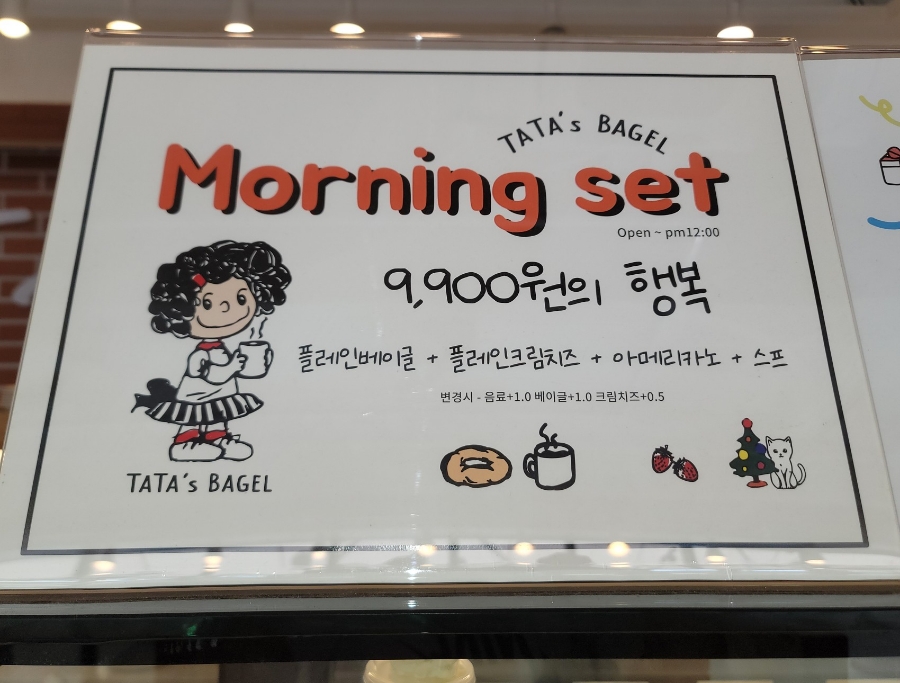 TATA's BAGEL
Morning set
Open ~ pm12:00
9,900원의 행복
플레인베이글 + 플레인크림치즈 + 아메리카노 + 스프
변경시 - 음료+1.0 베이글+1.0 크림치즈+0.5
TATA's BAGEL